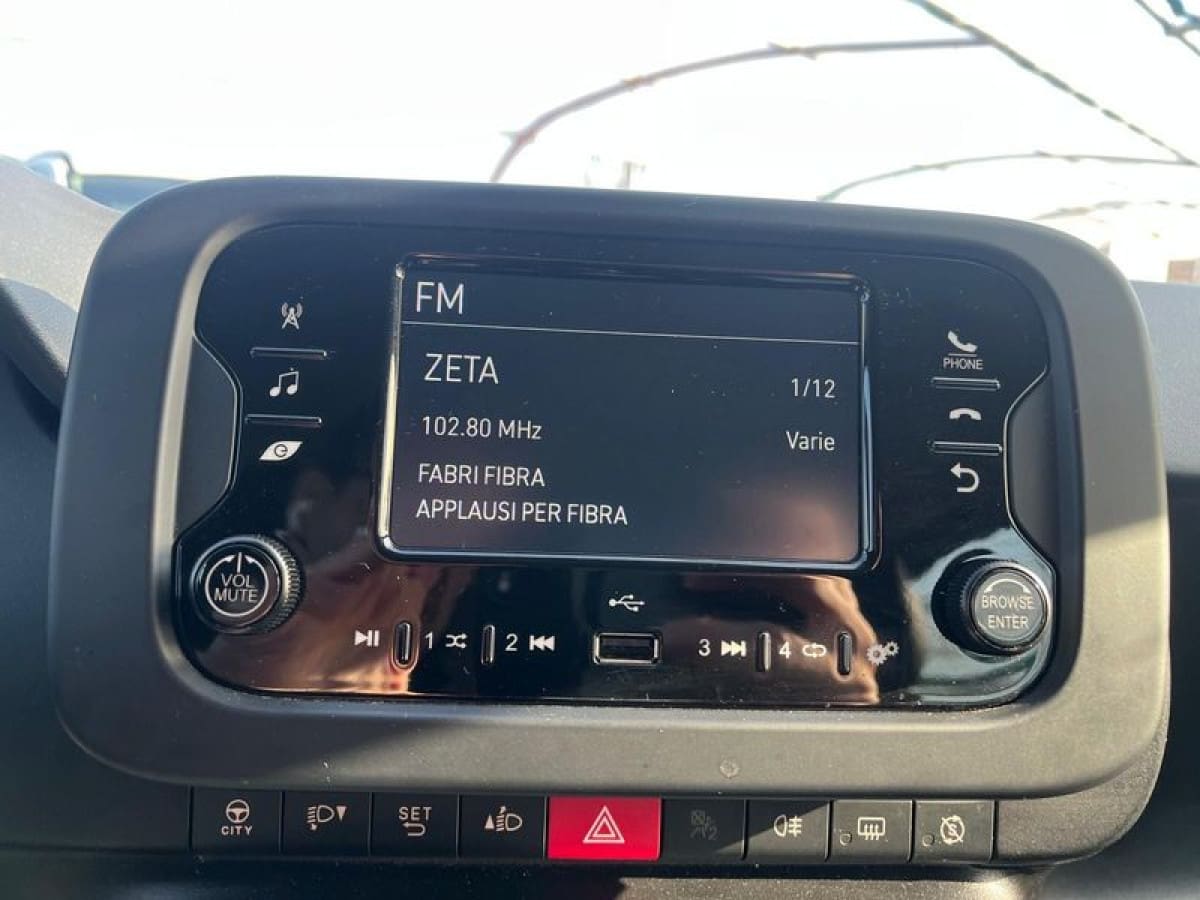 FM
ZETA
1/12
102.80 MHz
Varie
FABRI FIBRA
APPLAUSI PER FIBRA
PHONE
VOL
MUTE
BROWSE
ENTER
1
2
3
4
CITY
SET